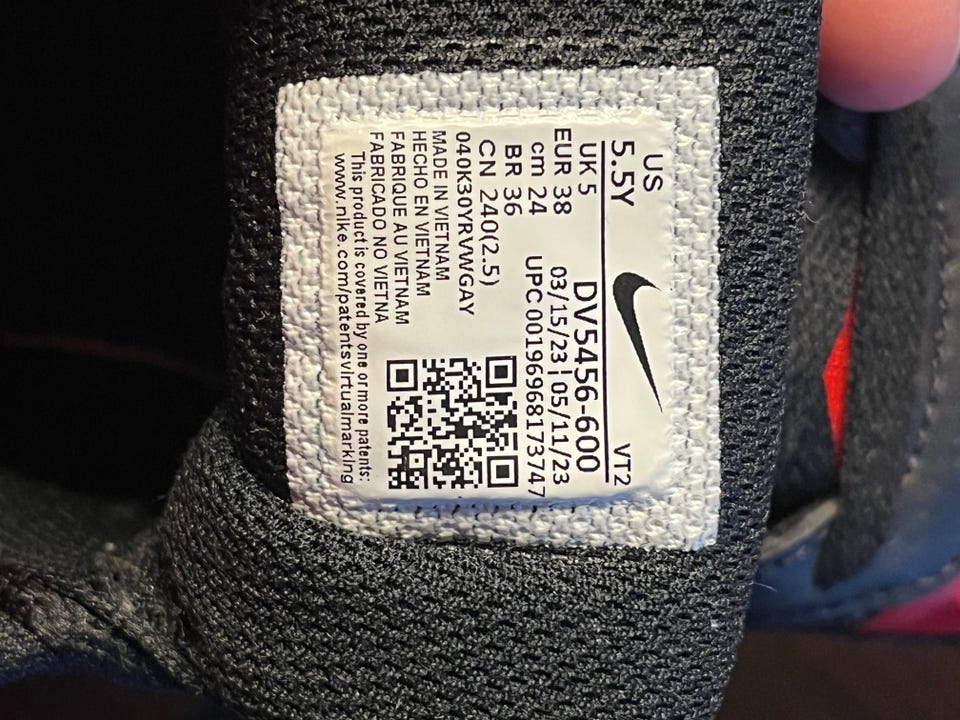 US
5.5Y
VT2
UK 5
DV5456-600
EUR 38
03/15/23 | 05/11/23
cm 24
UPC 00196968173747
BR 36
CN 240(2.5)
040K30YRVWGAY
MADE IN VIETNAM
HECHO EN VIETNAM
FABRIQUE AU VIETNAM
FABRICADO NO VIETNA
This product is covered by one or more patents:
www.nike.com/patentsvirtualmarking